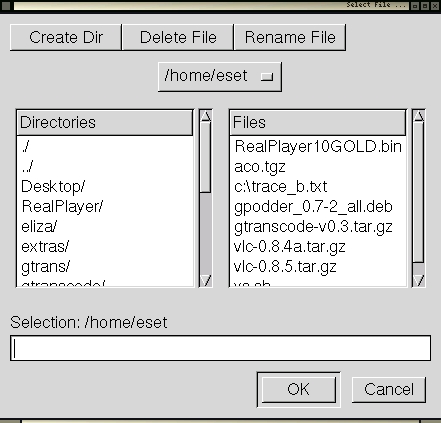 Select File ...
Create Dir Delete File Rename File
/home/eset
Directories
./
../
Desktop/
RealPlayer/
eliza/
extras/
gtrans/
gtranscode/
Files
RealPlayer10GOLD.bin
aco.tgz
c:\trace_b.txt
gpodder_0.7-2_all.deb
gtranscode-v0.3.tar.gz
vlc-0.8.4a.tar.gz
vlc-0.8.5.tar.gz
Selection: /home/eset
OK Cancel